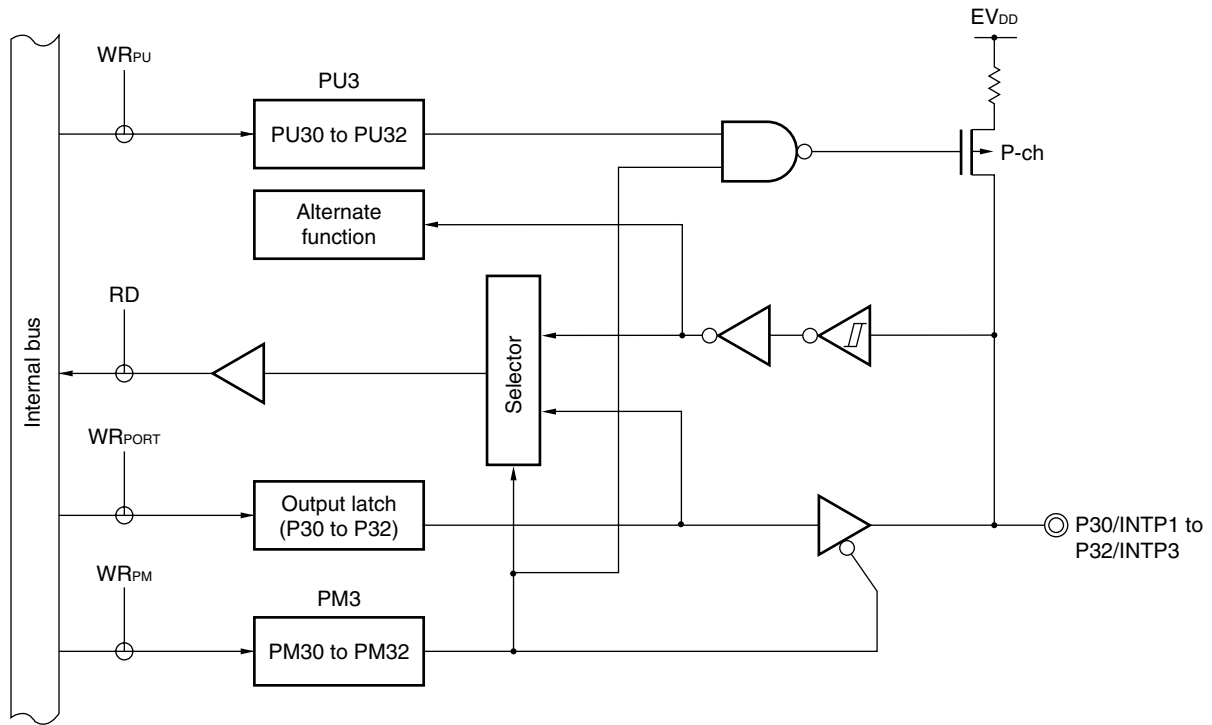 EVDD
WRPU
PU3
PU30 to PU32
P-ch
Alternate
function
RD
Selector
Internal bus
WRPORT
Output latch
(P30 to P32)
P30/INTP1 to
P32/INTP3
WRPM
PM3
PM30 to PM32